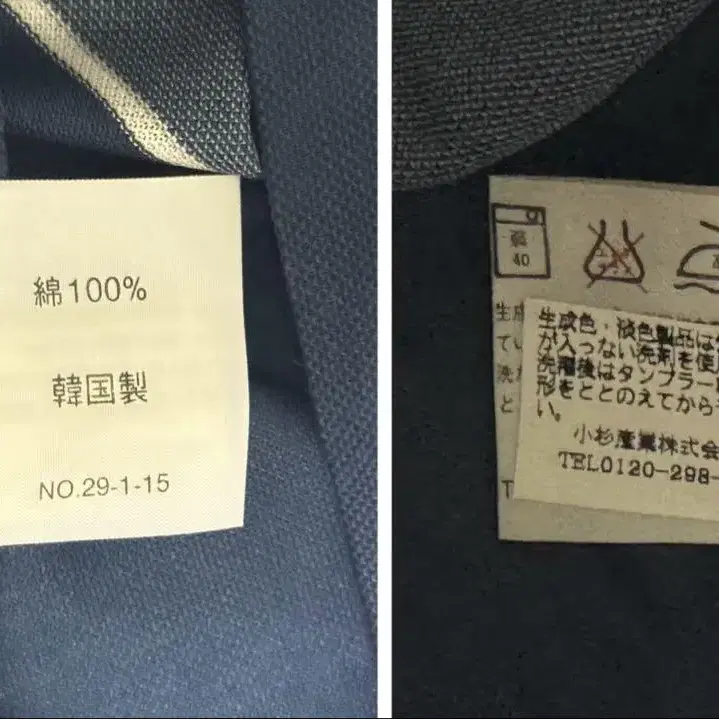 綿100%
韓国製
NO.29-1-15
弱
40
生成色・淡色製品は
が入っない洗剤を使
洗濯後はタンブラー
形をととのえてから
い。
小杉産業株式会
TEL0120-298-